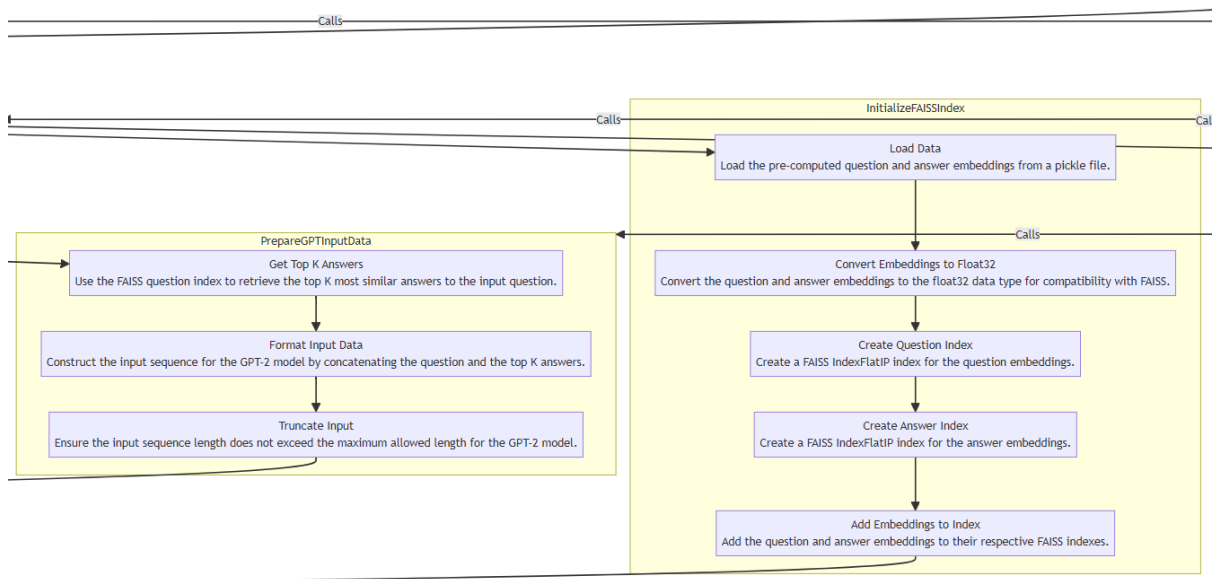 Calls
InitializeFAISSIndex
Calls
Load Data
Load the pre-computed question and answer embeddings from a pickle file.
PrepareGPTInputData
Calls
Get Top K Answers
Use the FAISS question index to retrieve the top K most similar answers to the input question.
Convert Embeddings to Float32
Convert the question and answer embeddings to the float32 data type for compatibility with FAISS.
Format Input Data
Construct the input sequence for the GPT-2 model by concatenating the question and the top K answers.
Create Question Index
Create a FAISS IndexFlatIP index for the question embeddings.
Truncate Input
Ensure the input sequence length does not exceed the maximum allowed length for the GPT-2 model.
Create Answer Index
Create a FAISS IndexFlatIP index for the answer embeddings.
Add Embeddings to Index
Add the question and answer embeddings to their respective FAISS indexes.